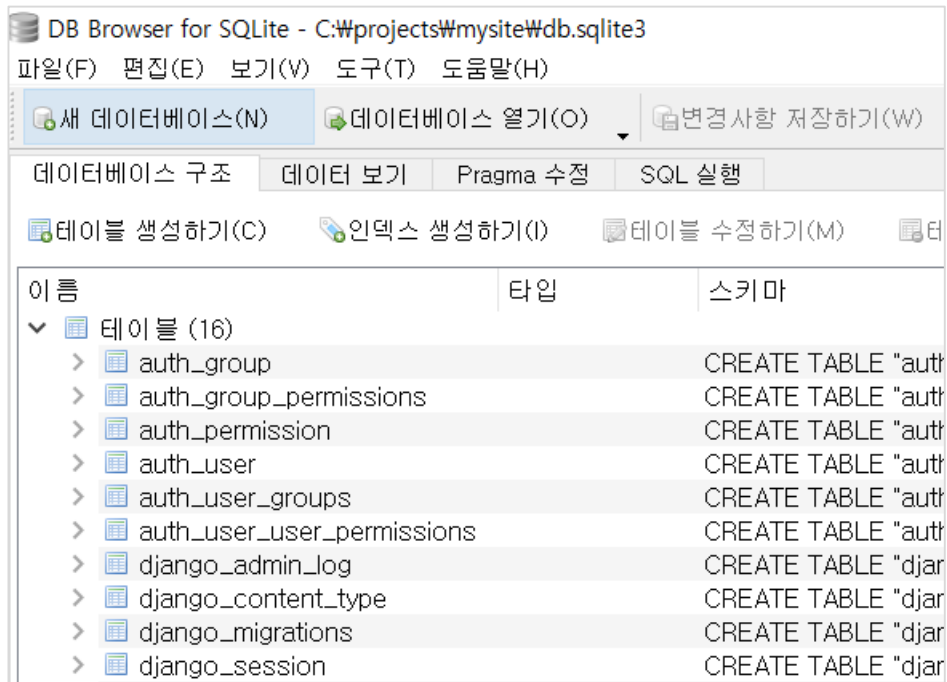 DB Browser for SQLite - C:₩projects₩mysite₩db.sqlite3
파일(F) 편집(E) 보기(V) 도구(T) 도움말(H)
새 데이터베이스(N) 데이터베이스 열기(O) 변경사항 저장하기(W)
데이터베이스 구조 데이터 보기 Pragma 수정 SQL 실행
테이블 생성하기(C) 인덱스 생성하기(I) 테이블 수정하기(M)
이름 타입 스키마
테이블 (16)
auth_group CREATE TABLE "auth
auth_group_permissions CREATE TABLE "auth
auth_permission CREATE TABLE "auth
auth_user CREATE TABLE "auth
auth_user_groups CREATE TABLE "auth
auth_user_user_permissions CREATE TABLE "auth
django_admin_log CREATE TABLE "djan
django_content_type CREATE TABLE "djan
django_migrations CREATE TABLE "djan
django_session CREATE TABLE "djan